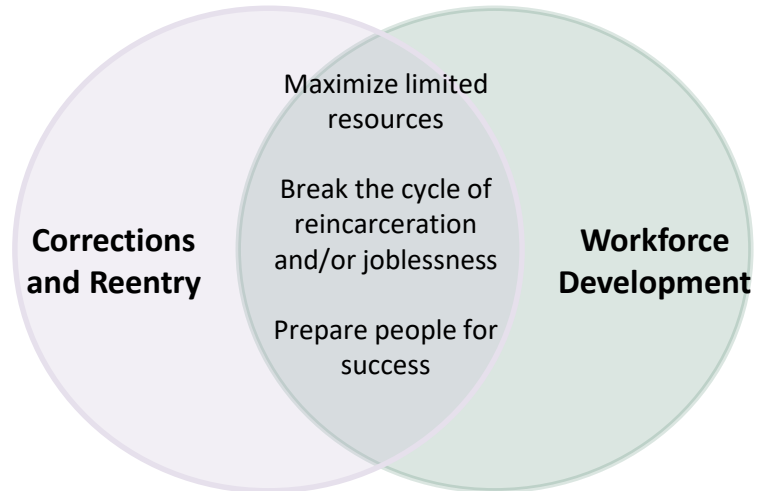 Maximize limited
resources
Break the cycle of
reincarceration
and/or joblessness
Prepare people for
success
Corrections
and Reentry
Workforce
Development